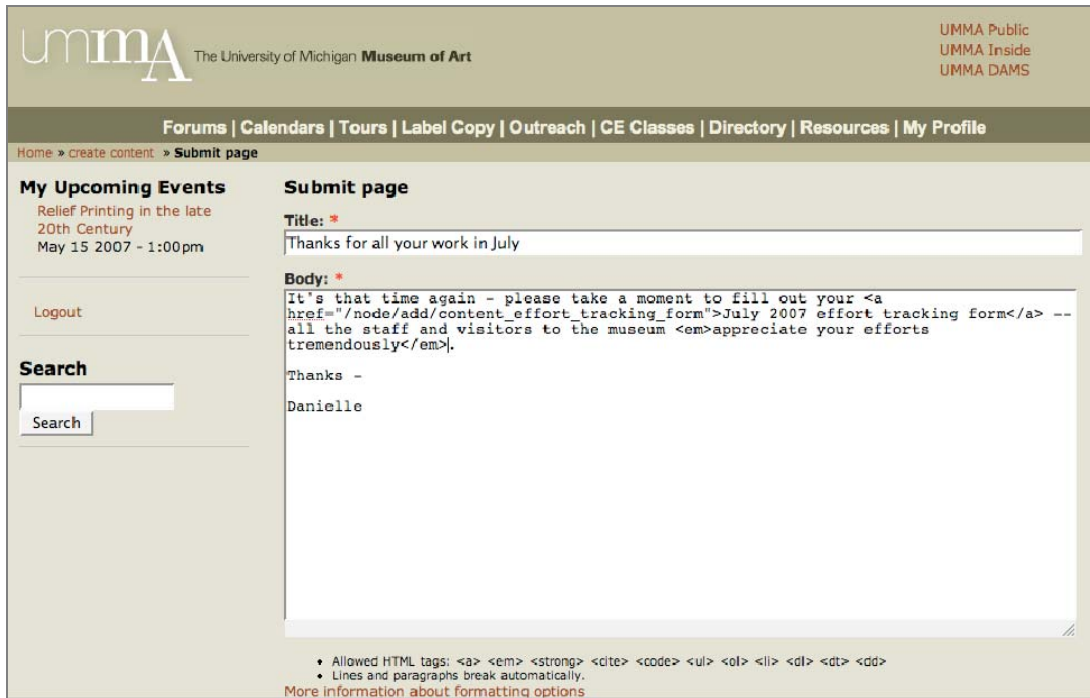 umma The University of Michigan Museum of Art
UMMA Public
UMMA Inside
UMMA DAMS
Forums | Calendars | Tours | Label Copy | Outreach | CE Classes | Directory | Resources | My Profile
Home » create content » Submit page
My Upcoming Events
Relief Printing in the late
20th Century
May 15 2007 - 1:00pm
Logout
Search
Search
Submit page
Title: *
Thanks for all your work in July
Body: *
It's that time again - please take a moment to fill out your <a
href="/node/add/content_effort_tracking_form">July 2007 effort tracking form</a> --
all the staff and visitors to the museum <em>appreciate your efforts
tremendously</em>.
Thanks -
Danielle
• Allowed HTML tags: <a> <em> <strong> <cite> <code> <ul> <ol> <li> <dl> <dt> <dd>
• Lines and paragraphs break automatically.
More information about formatting options